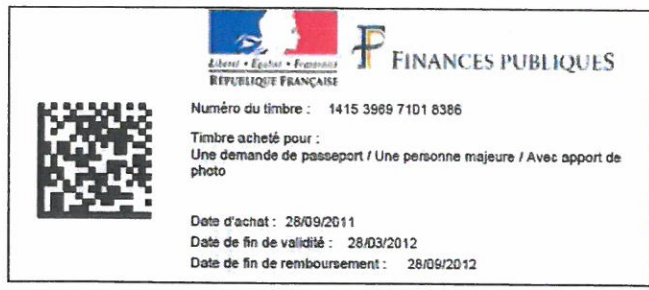 Liberté • Égalité • Fraternité
RÉPUBLIQUE FRANÇAISE
FINANCES PUBLIQUES
Numéro du timbre : 1415 3969 7101 8386
Timbre acheté pour :
Une demande de passeport / Une personne majeure / Avec apport de
photo
Date d'achat : 28/09/2011
Date de fin de validité : 28/03/2012
Date de fin de remboursement : 28/09/2012